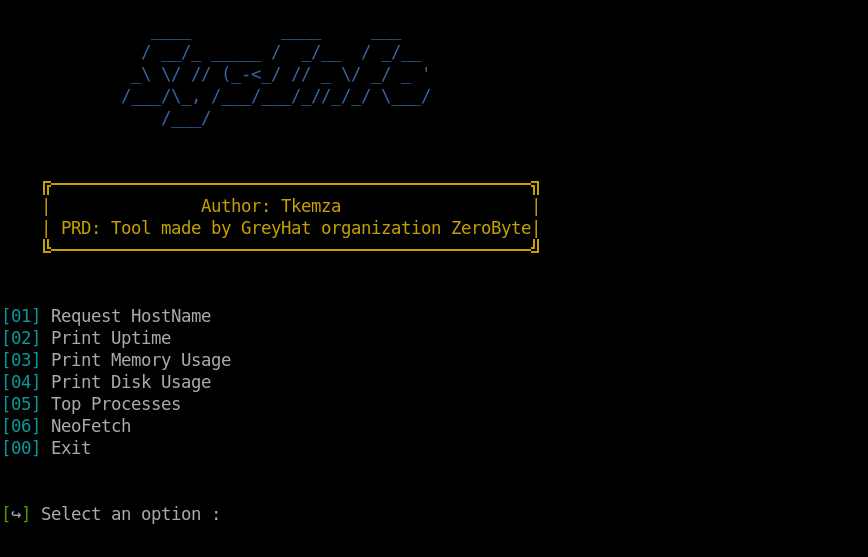 SysInfo
Author: Tkemza
PRD: Tool made by GreyHat organization ZeroByte
[01] Request HostName
[02] Print Uptime
[03] Print Memory Usage
[04] Print Disk Usage
[05] Top Processes
[06] NeoFetch
[00] Exit
[↪] Select an option :